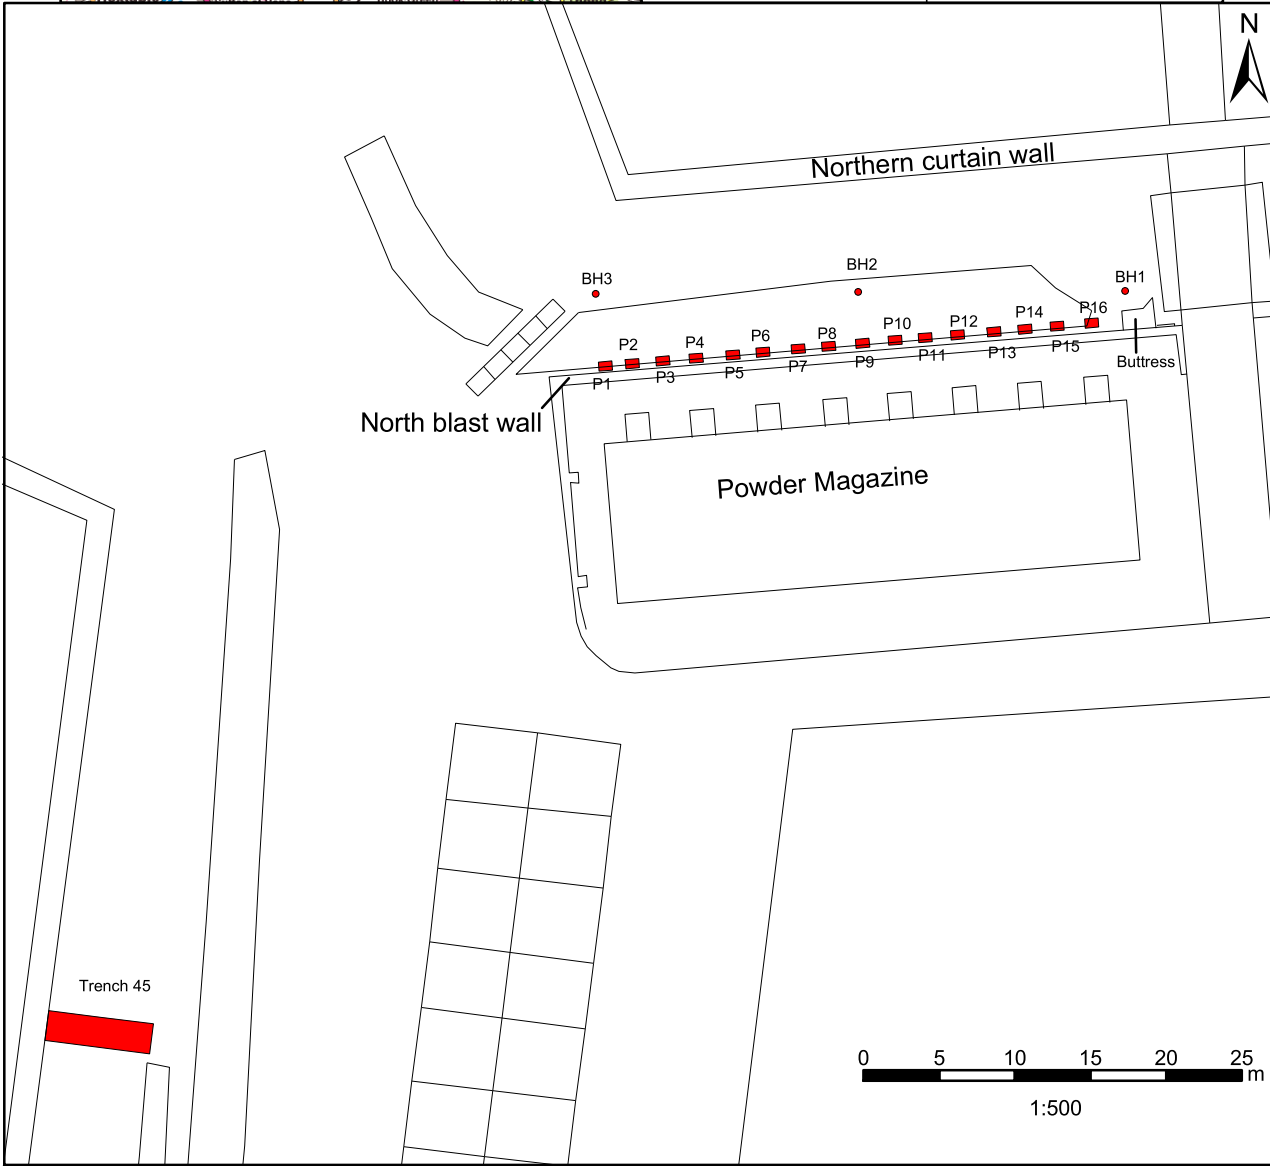 N
Northern curtain wall
BH3
BH2
BH1
P16
P14
P12
P10
P8
P6
P4
P2
P1
P3
P5
P7
P9
P11
P13
P15
Buttress
North blast wall
Powder Magazine
Trench 45
0 5 10 15 20 25
m
1:500